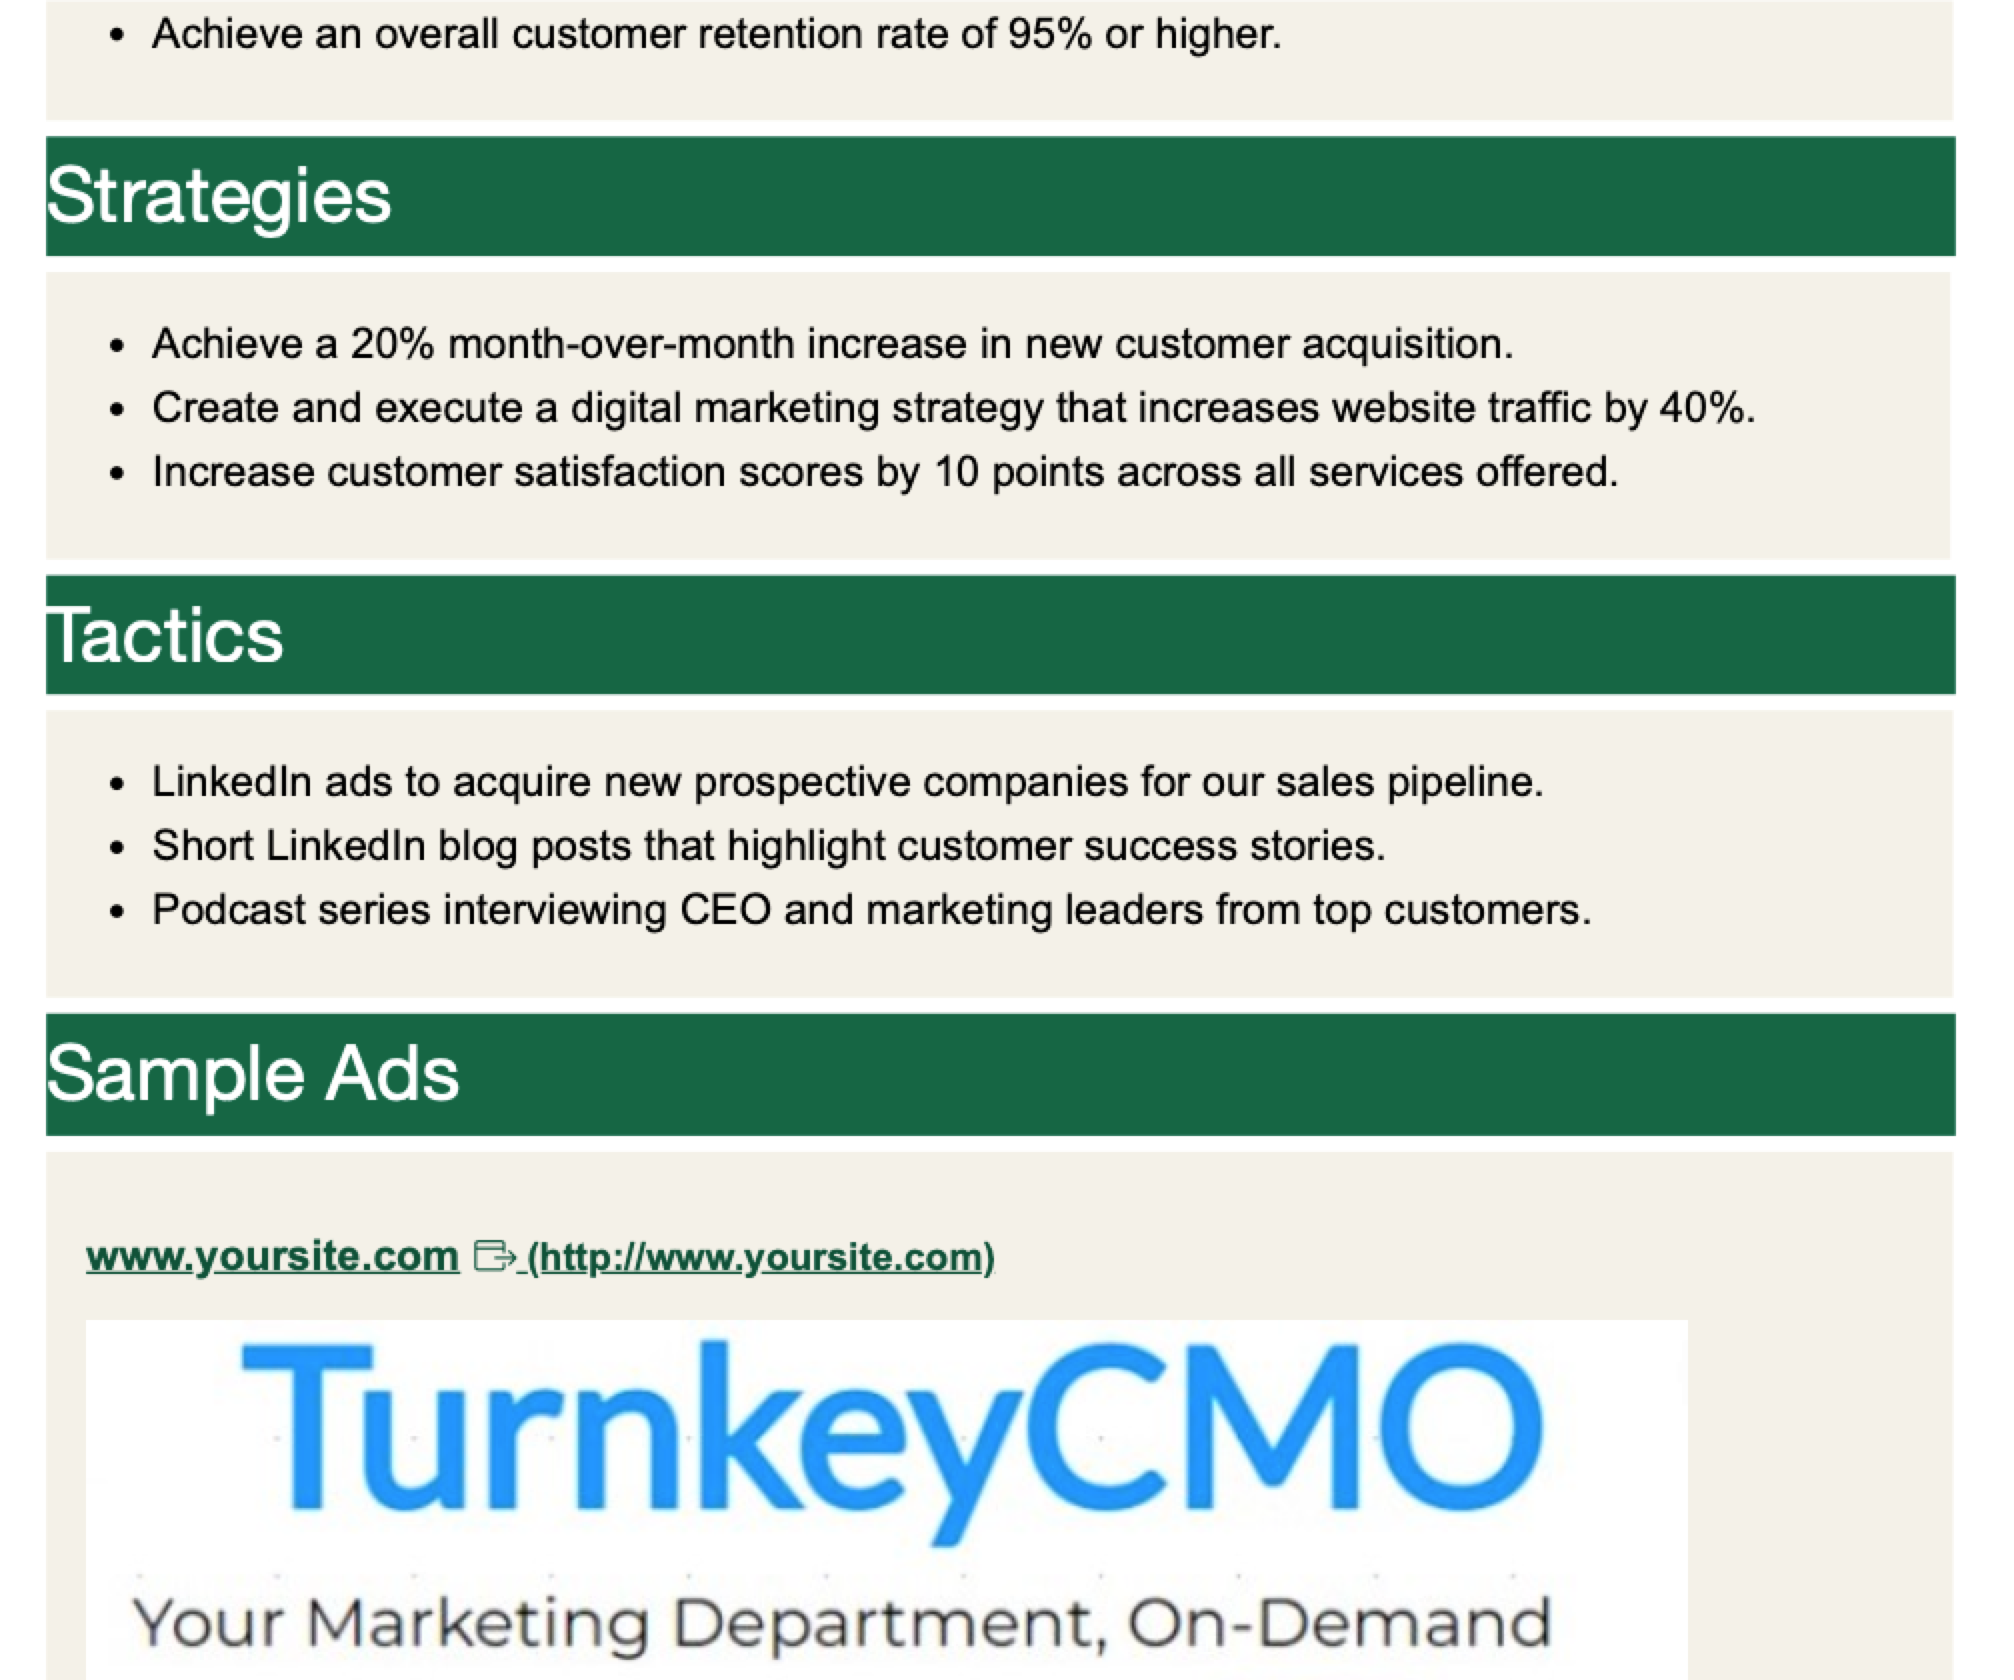 • Achieve an overall customer retention rate of 95% or higher.
Strategies
• Achieve a 20% month-over-month increase in new customer acquisition.
• Create and execute a digital marketing strategy that increases website traffic by 40%.
• Increase customer satisfaction scores by 10 points across all services offered.
Tactics
• LinkedIn ads to acquire new prospective companies for our sales pipeline.
• Short LinkedIn blog posts that highlight customer success stories.
• Podcast series interviewing CEO and marketing leaders from top customers.
Sample Ads
www.yoursite.com (http://www.yoursite.com)
TurnkeyCMO
Your Marketing Department, On-Demand